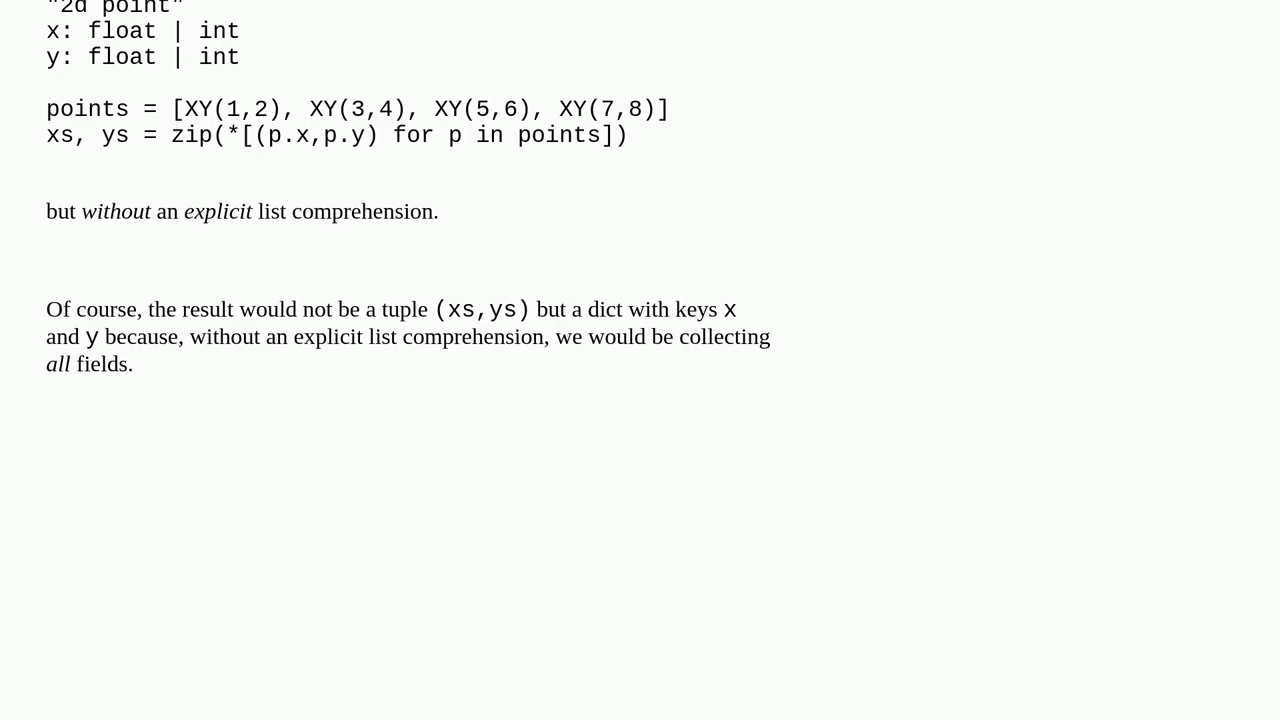 "2d point"
x: float | int
y: float | int
points = [XY(1,2), XY(3,4), XY(5,6), XY(7,8)]
xs, ys = zip(*[(p.x,p.y) for p in points])
but without an explicit list comprehension.
Of course, the result would not be a tuple (xs,ys) but a dict with keys x
and y because, without an explicit list comprehension, we would be collecting
all fields.